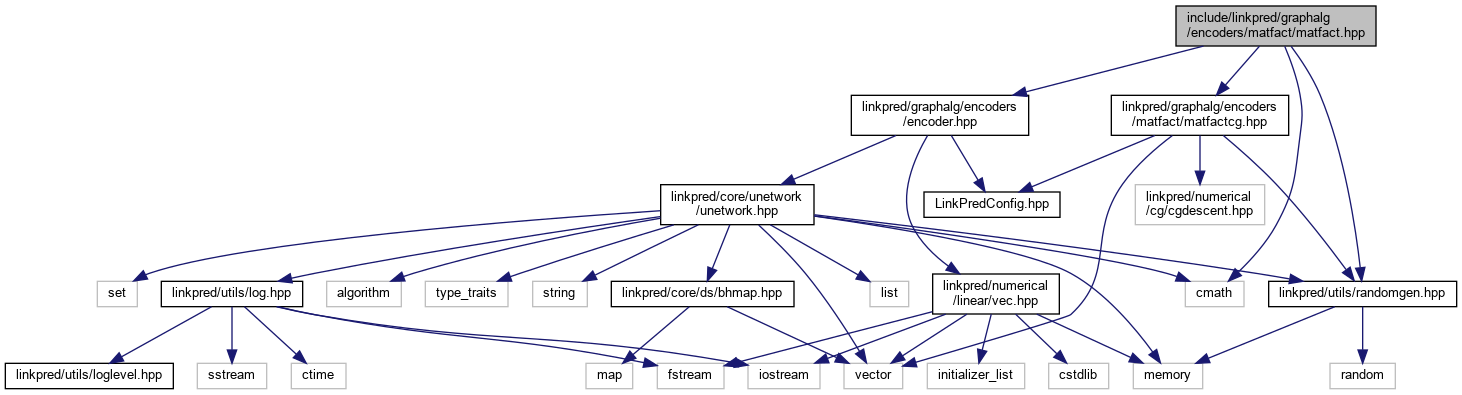 include/linkpred/graphalg
/encoders/matfact/matfact.hpp
linkpred/graphalg/encoders
/encoder.hpp
linkpred/graphalg/encoders
/matfact/matfactcg.hpp
linkpred/core/unetwork
/unetwork.hpp
LinkPredConfig.hpp
linkpred/numerical
/cg/cgdescent.hpp
set
linkpred/utils/log.hpp
algorithm
type_traits
string
linkpred/core/ds/bhmap.hpp
list
linkpred/numerical
/linear/vec.hpp
cmath
linkpred/utils/randomgen.hpp
linkpred/utils/loglevel.hpp
sstream
ctime
map
fstream
iostream
vector
initializer_list
cstdlib
memory
random